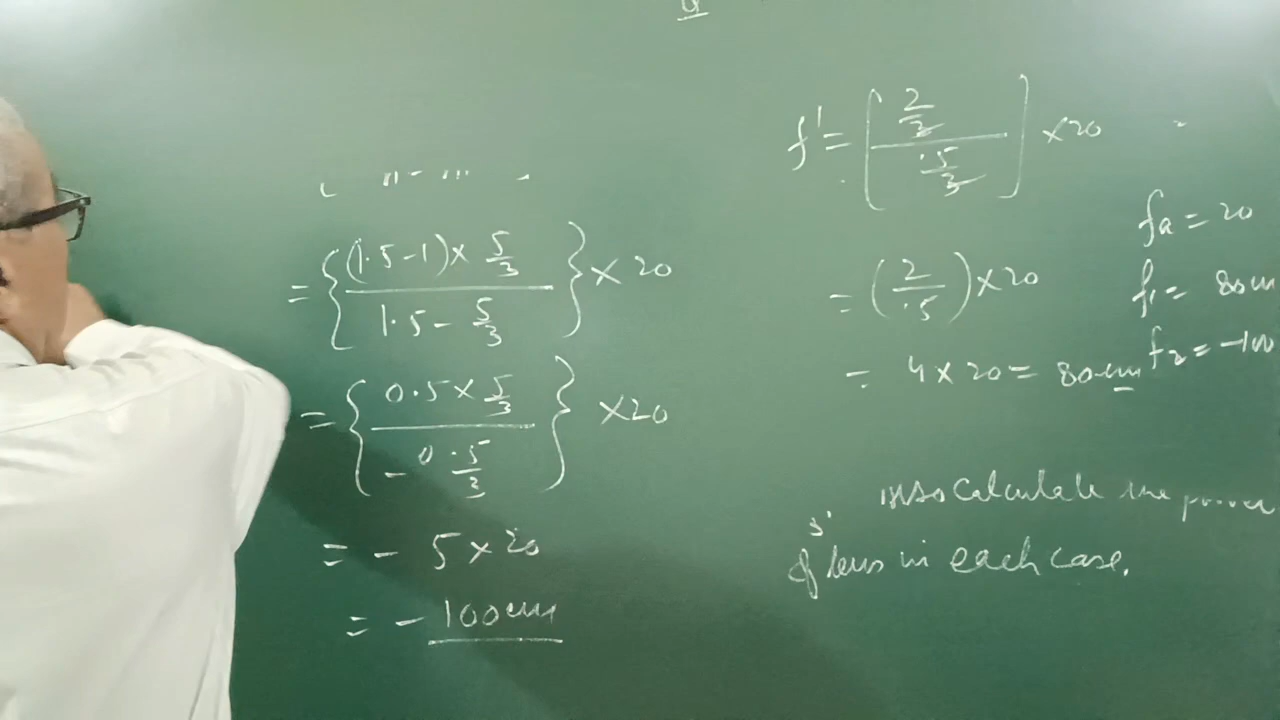 = {(1.5-1)× 5/3 / 1.5 - 5/3} × 20
= {0.5 × 5/3 / - 0.5/3} × 20
= - 5 × 20
= - 100cm
f' = [2/3 / .5/3] × 20
= (2/.5) × 20
= 4 × 20 = 80cm
fa = 20
f1 = 80cm
f2 = -100
Calculate the power
of lens in each case.